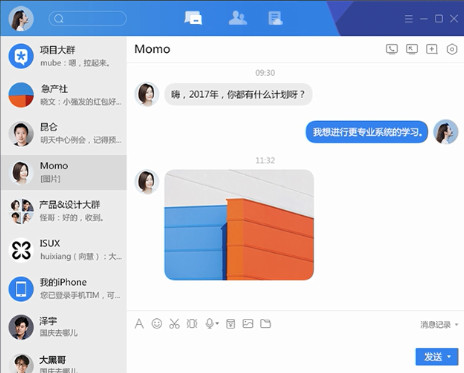 项目大群
mube：嗯，拉起来。
急产社
晓文：小强发的红包好...
昆仑
明天中心例会，记得预...
Momo
[图片]
产品&设计大群
怪哥：好的，收到。
ISUX
huixiang（向慧）：大...
我的iPhone
您已登录手机TIM，可...
泽宇
国庆去哪儿
大黑哥
国庆去哪儿
Momo
09:30
嗨，2017年，你都有什么计划呀？
我想进行更专业系统的学习。
11:32
消息记录
发送